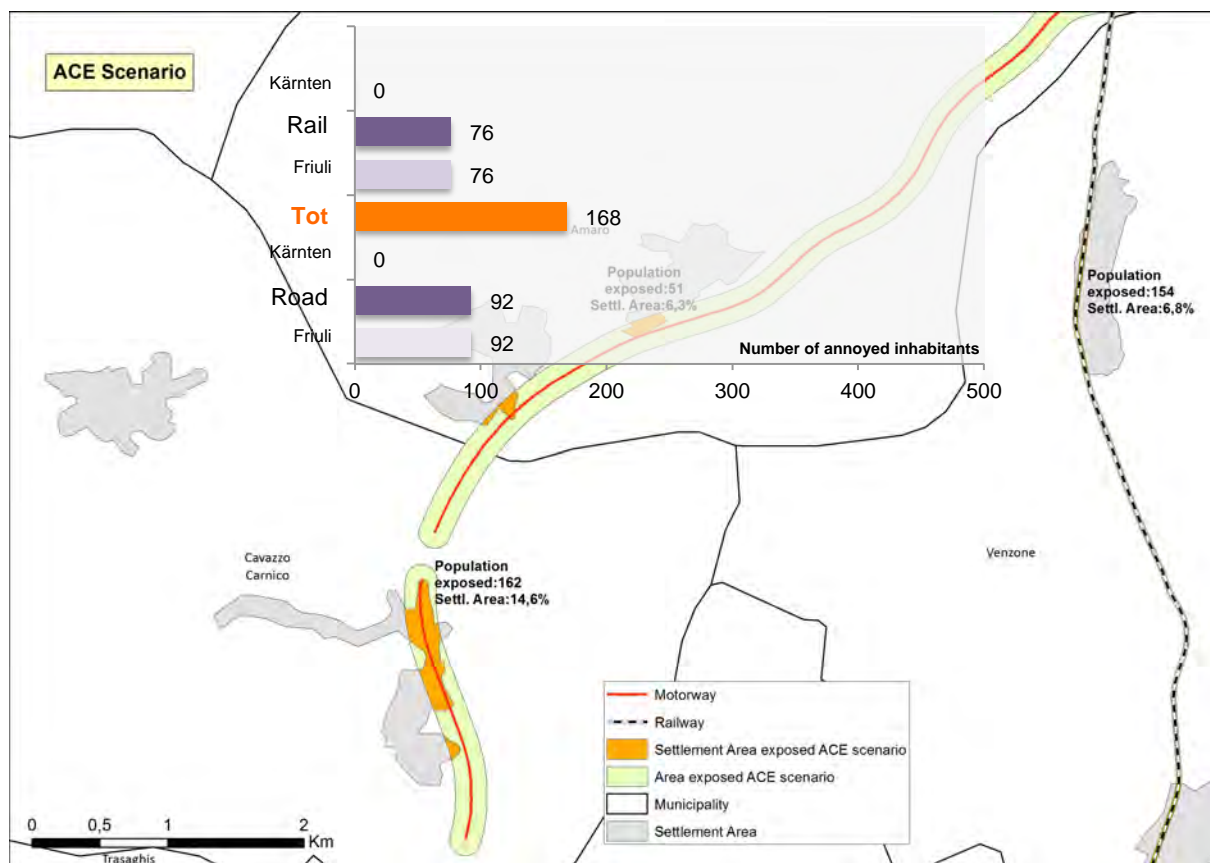 ACE Scenario
Kärnten
0
Rail
76
Friuli
76
Tot
168
Kärnten
0
Road
92
Friuli
92
Number of annoyed inhabitants
0 100 200 300 400 500
Amaro
Population
exposed:51
Settl. Area:6,3%
Population
exposed:154
Settl. Area:6,8%
Cavazzo
Carnico
Population
exposed:162
Settl. Area:14,6%
Venzone
Motorway
Railway
Settlement Area exposed ACE scenario
Area exposed ACE scenario
Municipality
Settlement Area
0 0,5 1 2
Km
Trasaghis